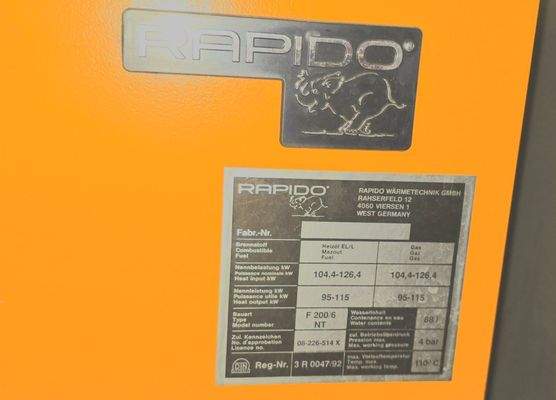 RAPIDO®
RAPIDO®
RAPIDO WÄRMETECHNIK GMBH
RAHSERFELD 12
4060 VIERSEN 1
WEST GERMANY
Fabr.-Nr.
Brennstoff
Combustible
Fuel
Heizöl EL/L
Mazout
Fuel
Gas
Gaz
Gas
Nennbelastung kW
Puissance nominale kW
Heat input kW
104,4-126,4
104,4-126,4
Nennleistung kW
Puissance utile kW
Heat output kW
95-115
95-115
Bauart
Type
Model number
F 200/6
NT
Wasserinhalt
Contenance en eau
Water contents
88 l
Zul. Kennzeichen
No. d'approbation
Licence no.
08-226-514 X
zul. Betriebsüberdruck
Pression max.
Max. working pressure
4 bar
DIN
Reg-Nr.
3 R 0047/92
max. Vorlauftemperatur
Temp. max.
Max. working temp.
110°C